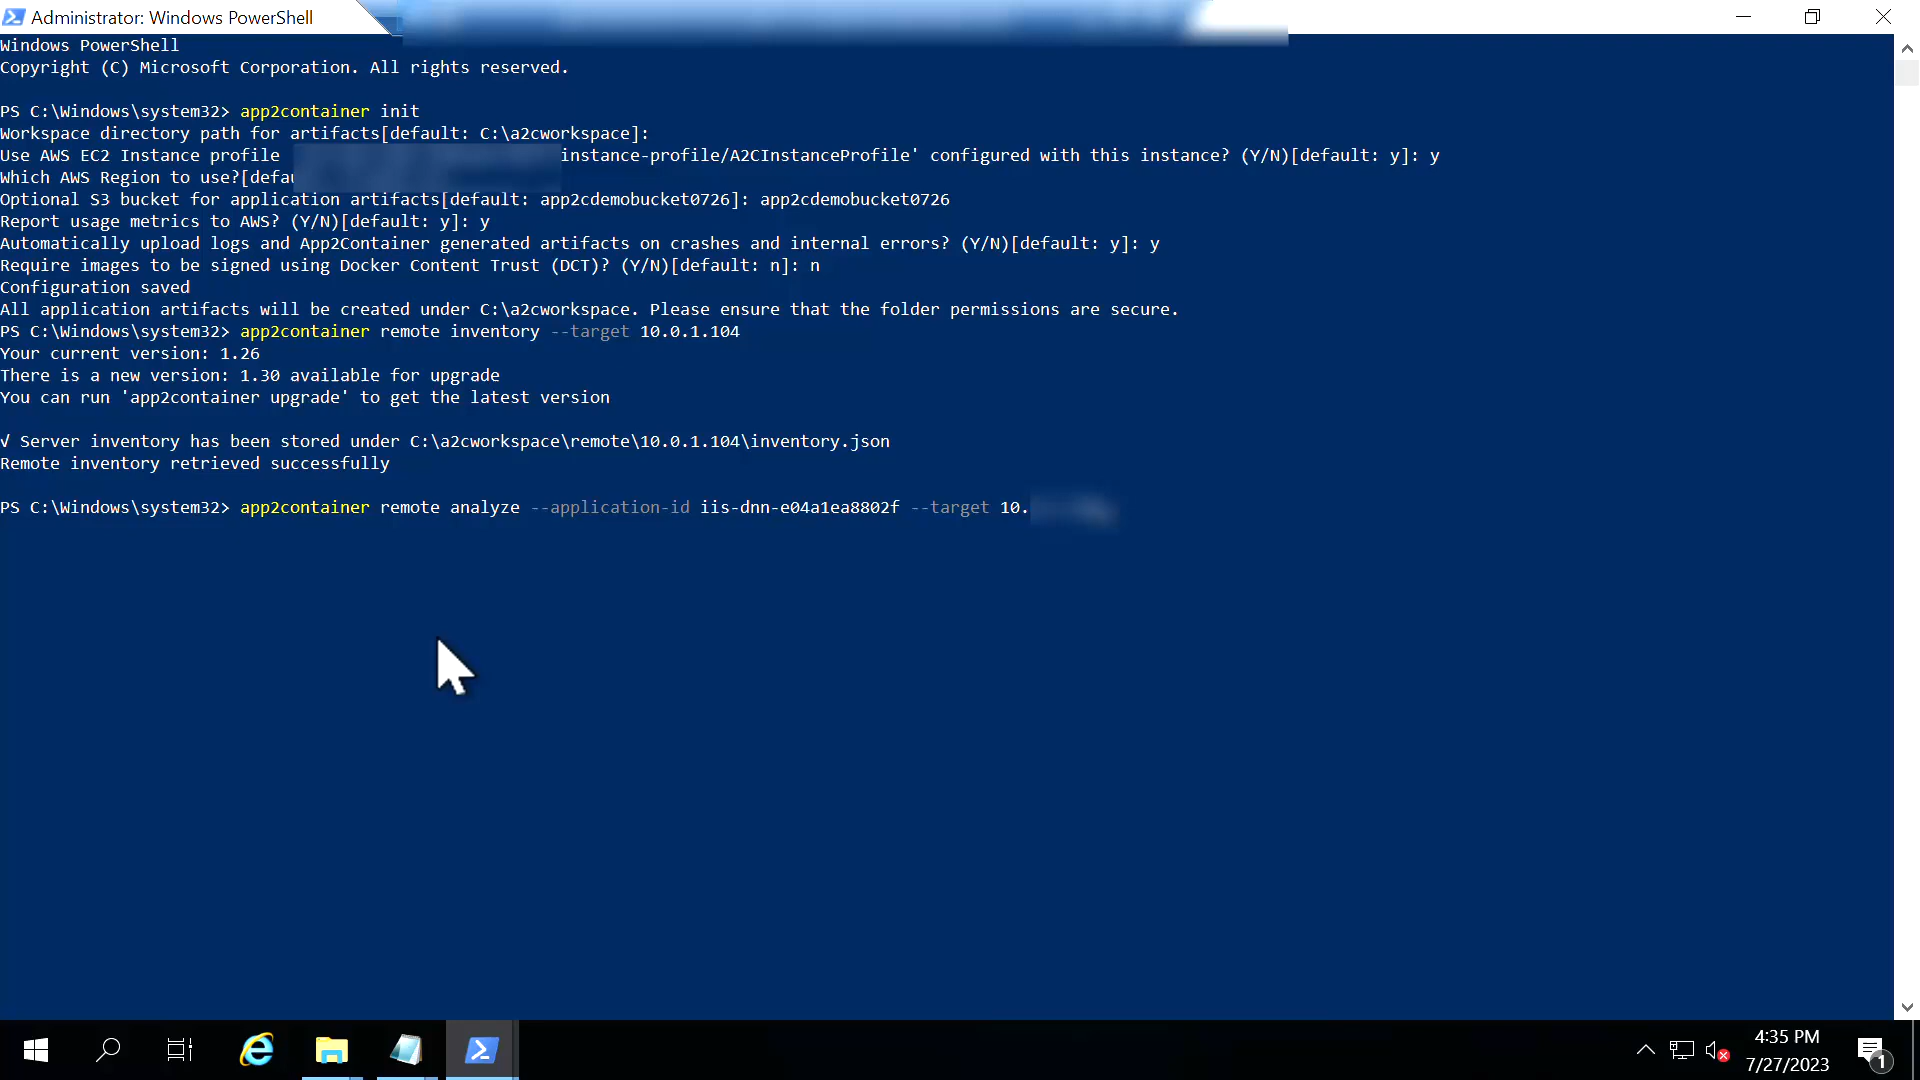 Administrator: Windows PowerShell
Windows PowerShell
Copyright (C) Microsoft Corporation. All rights reserved.
PS C:\Windows\system32> app2container init
Workspace directory path for artifacts[default: C:\a2cworkspace]:
Use AWS EC2 Instance profile instance-profile/A2CInstanceProfile' configured with this instance? (Y/N)[default: y]: y
Which AWS Region to use?[defau
Optional S3 bucket for application artifacts[default: app2cdemobucket0726]: app2cdemobucket0726
Report usage metrics to AWS? (Y/N)[default: y]: y
Automatically upload logs and App2Container generated artifacts on crashes and internal errors? (Y/N)[default: y]: y
Require images to be signed using Docker Content Trust (DCT)? (Y/N)[default: n]: n
Configuration saved
All application artifacts will be created under C:\a2cworkspace. Please ensure that the folder permissions are secure.
PS C:\Windows\system32> app2container remote inventory --target 10.0.1.104
Your current version: 1.26
There is a new version: 1.30 available for upgrade
You can run 'app2container upgrade' to get the latest version
√ Server inventory has been stored under C:\a2cworkspace\remote\10.0.1.104\inventory.json
Remote inventory retrieved successfully
PS C:\Windows\system32> app2container remote analyze --application-id iis-dnn-e04a1ea8802f --target 10.
4:35 PM
7/27/2023
1